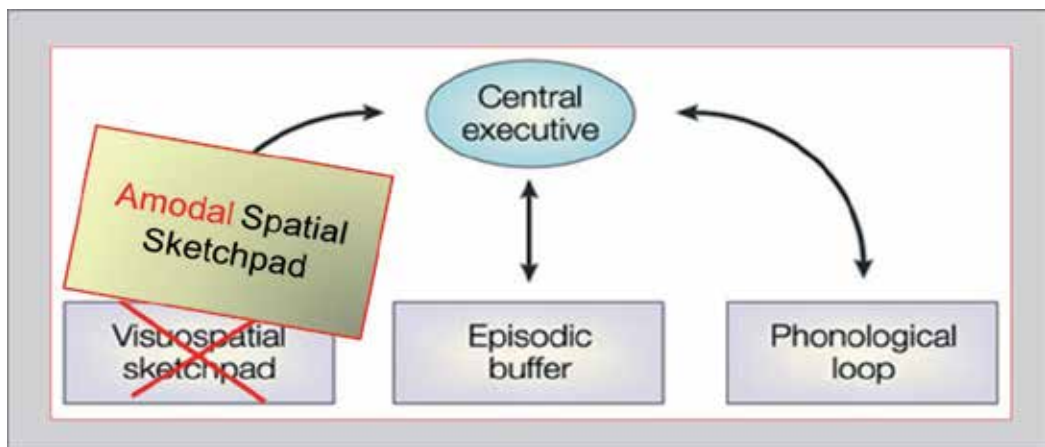 Central
executive
Amodal Spatial
Sketchpad
Visuospatial
sketchpad
Episodic
buffer
Phonological
loop